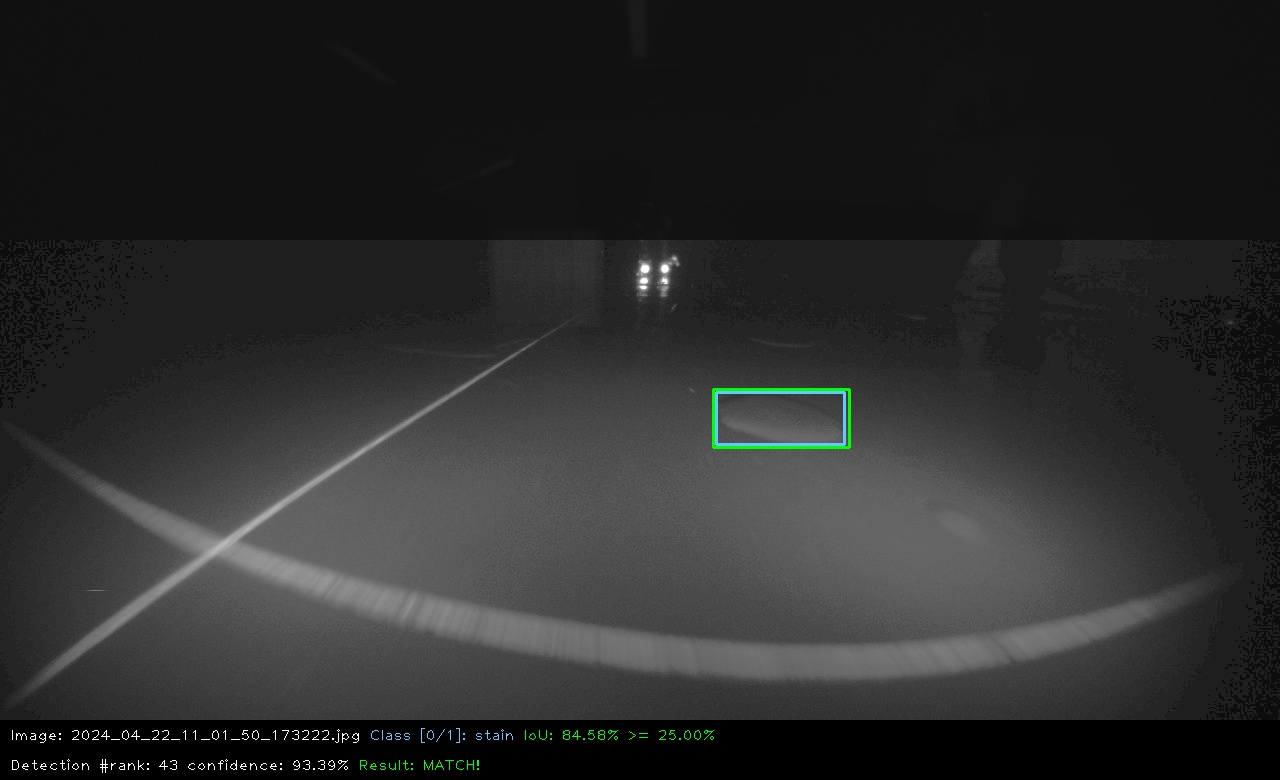 Image: 2024_04_22_11_01_50_173222.jpg Class [0/1]: stain IoU: 84.58% >= 25.00%
Detection #rank: 43 confidence: 93.39% Result: MATCH!